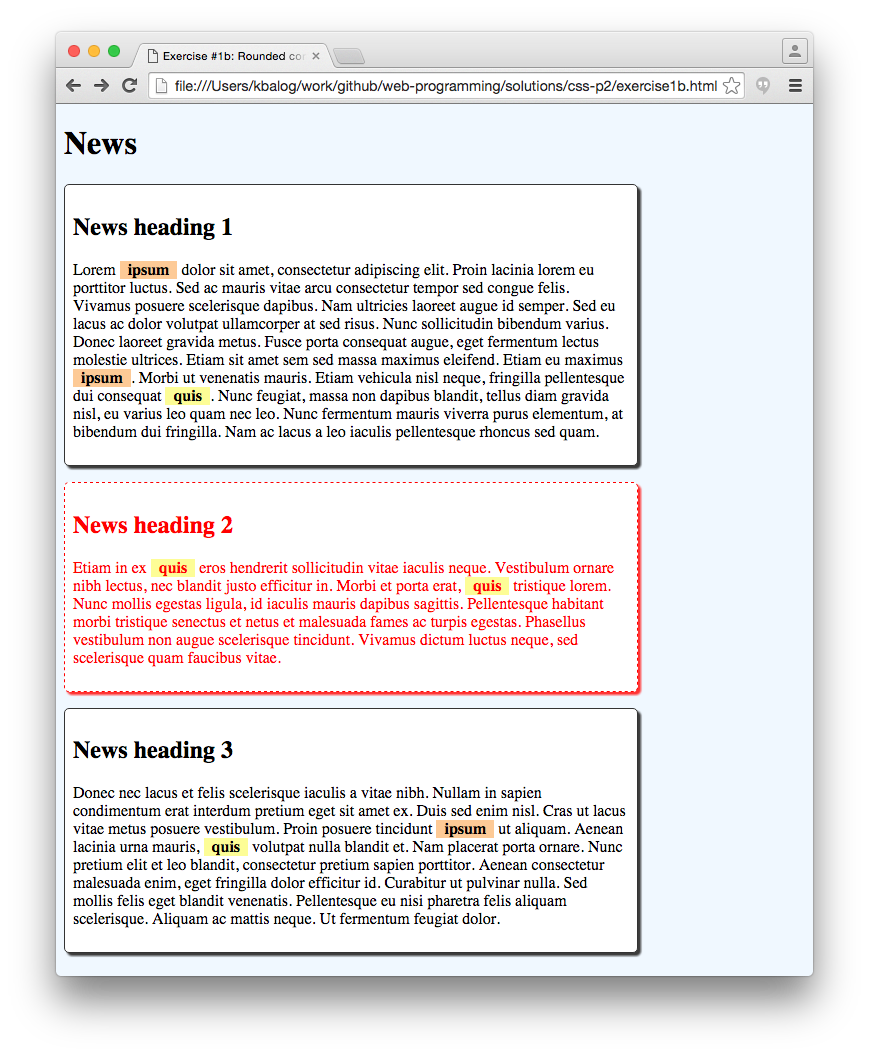 Exercise #1b: Rounded cor
file:///Users/kbalog/work/github/web-programming/solutions/css-p2/exercise1b.html
News
News heading 1
Lorem ipsum dolor sit amet, consectetur adipiscing elit. Proin lacinia lorem eu
porttitor luctus. Sed ac mauris vitae arcu consectetur tempor sed congue felis.
Vivamus posuere scelerisque dapibus. Nam ultricies laoreet augue id semper. Sed eu
lacus ac dolor volutpat ullamcorper at sed risus. Nunc sollicitudin bibendum varius.
Donec laoreet gravida metus. Fusce porta consequat augue, eget fermentum lectus
molestie ultrices. Etiam sit amet sem sed massa maximus eleifend. Etiam eu maximus
ipsum . Morbi ut venenatis mauris. Etiam vehicula nisl neque, fringilla pellentesque
dui consequat quis . Nunc feugiat, massa non dapibus blandit, tellus diam gravida
nisl, eu varius leo quam nec leo. Nunc fermentum mauris viverra purus elementum, at
bibendum dui fringilla. Nam ac lacus a leo iaculis pellentesque rhoncus sed quam.
News heading 2
Etiam in ex quis eros hendrerit sollicitudin vitae iaculis neque. Vestibulum ornare
nibh lectus, nec blandit justo efficitur in. Morbi et porta erat, quis tristique lorem.
Nunc mollis egestas ligula, id iaculis mauris dapibus sagittis. Pellentesque habitant
morbi tristique senectus et netus et malesuada fames ac turpis egestas. Phasellus
vestibulum non augue scelerisque tincidunt. Vivamus dictum luctus neque, sed
scelerisque quam faucibus vitae.
News heading 3
Donec nec lacus et felis scelerisque iaculis a vitae nibh. Nullam in sapien
condimentum erat interdum pretium eget sit amet ex. Duis sed enim nisl. Cras ut lacus
vitae metus posuere vestibulum. Proin posuere tincidunt ipsum ut aliquam. Aenean
lacinia urna mauris, quis volutpat nulla blandit et. Nam placerat porta ornare. Nunc
pretium elit et leo blandit, consectetur pretium sapien porttitor. Aenean consectetur
malesuada enim, eget fringilla dolor efficitur id. Curabitur ut pulvinar nulla. Sed
mollis felis eget blandit venenatis. Pellentesque eu nisi pharetra felis aliquam
scelerisque. Aliquam ac mattis neque. Ut fermentum feugiat dolor.